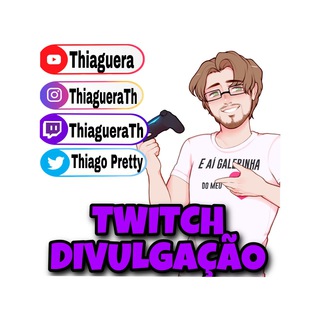 Thiaguera
ThiagueraTh
ThiagueraTh
Thiago Pretty
E AÍ GALERINHA
DO MEU
TWITCH
DIVULGAÇÃO